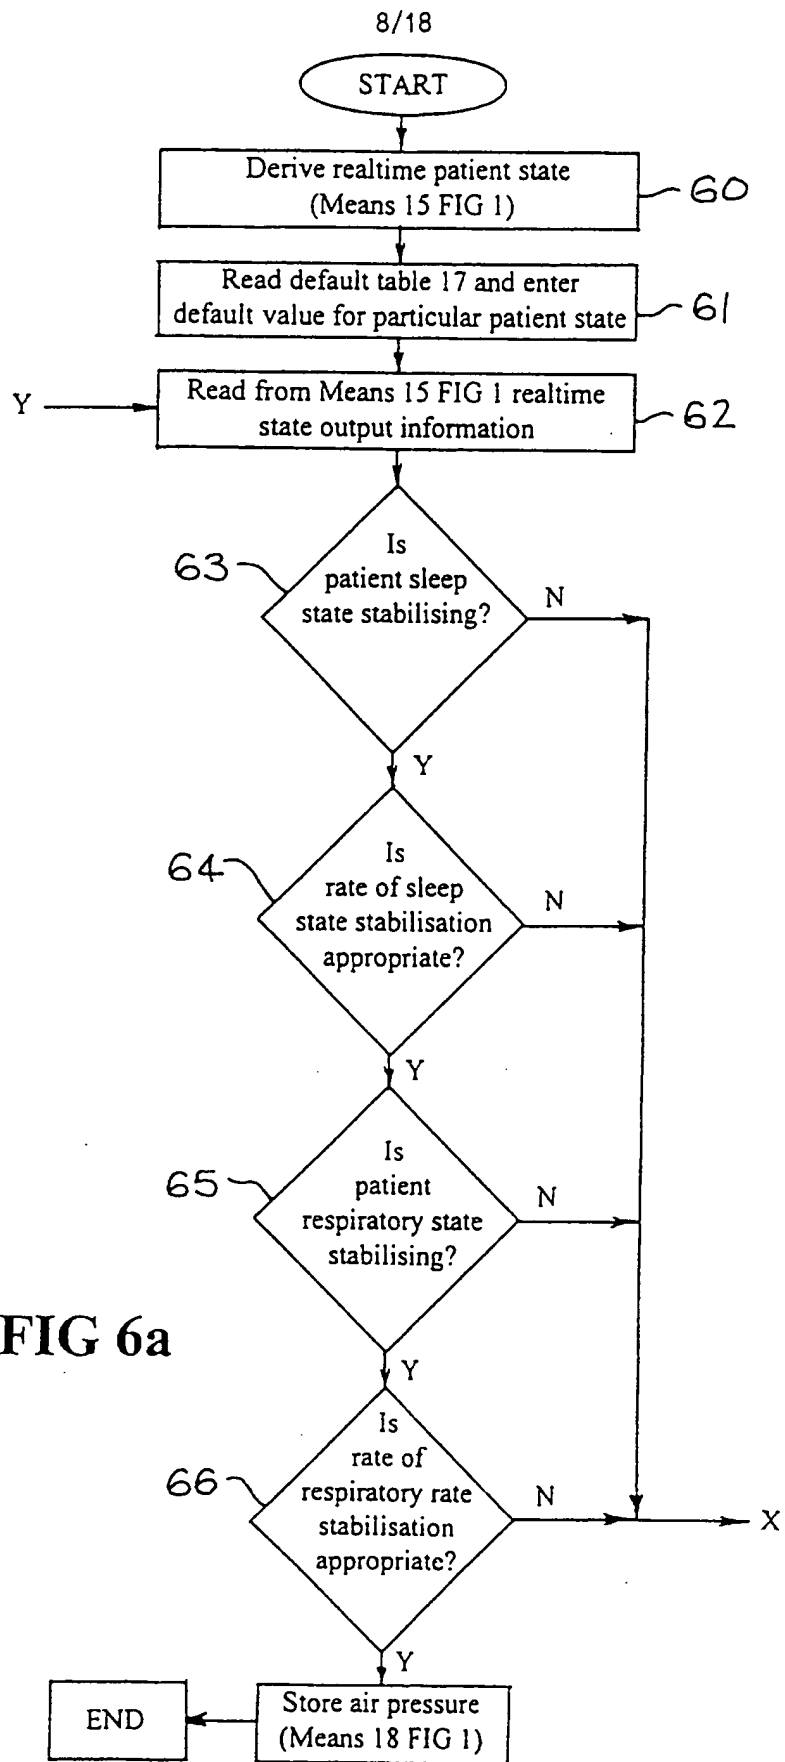 8/18
START
Derive realtime patient state
(Means 15 FIG 1)
60
Read default table 17 and enter
default value for particular patient state
61
Y
Read from Means 15 FIG 1 realtime
state output information
62
63
Is
patient sleep
state stabilising?
N
Y
64
Is
rate of sleep
state stabilisation
appropriate?
N
Y
65
Is
patient
respiratory state
stabilising?
N
FIG 6a
Y
66
Is
rate of
respiratory rate
stabilisation
appropriate?
N
X
Y
END
Store air pressure
(Means 18 FIG 1)